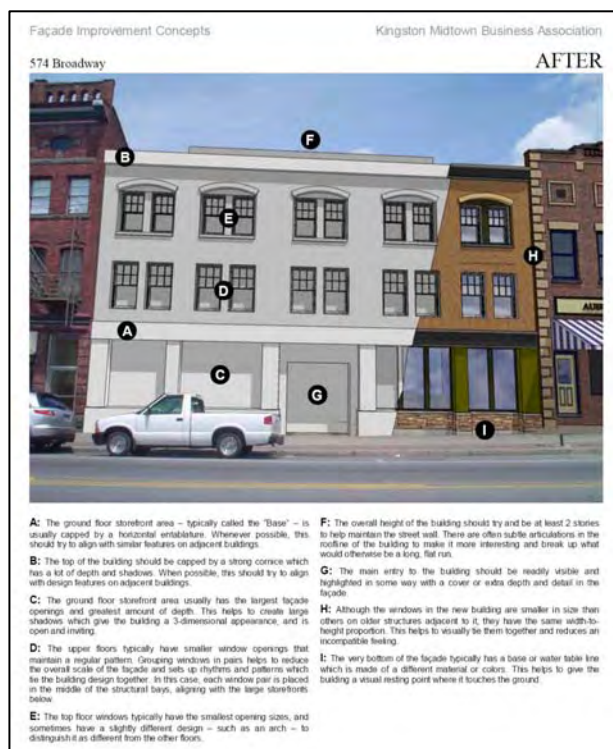 Façade Improvement Concepts
Kingston Midtown Business Association
574 Broadway
AFTER
F
B
E
H
D
A
C
G
I
A: The ground floor storefront area – typically called the "Base" – is
usually capped by a horizontal entablature. Whenever possible, this
should try to align with similar features on adjacent buildings.
B: The top of the building should be capped by a strong cornice which
has a lot of depth and shadows. When possible, this should try to align
with design features on adjacent buildings.
C: The ground floor storefront area usually has the largest façade
openings and greatest amount of depth. This helps to create large
shadows which give the building a 3-dimensional appearance, and is
open and inviting.
D: The upper floors typically have smaller window openings that
maintain a regular pattern. Grouping windows in pairs helps to reduce
the overall scale of the façade and sets up rhythms and patterns which
tie the building design together. In this case, each window pair is placed
in the middle of the structural bays, aligning with the large storefronts
below.
E: The top floor windows typically have the smallest opening sizes, and
sometimes have a slightly different design – such as an arch – to
distinguish it as different from the other floors.
F: The overall height of the building should try and be at least 2 stories
to help maintain the street wall. There are often subtle articulations in the
roofline of the building to make it more interesting and break up what
would otherwise be a long, flat run.
G: The main entry to the building should be readily visible and
highlighted in some way with a cover or extra depth and detail in the
façade.
H: Although the windows in the new building are smaller in size than
others on older structures adjacent to it, they have the same width-to-
height proportion. This helps to visually tie them together and reduces an
incompatible feeling.
I: The very bottom of the façade typically has a base or water table line
which is made of a different material or colors. This helps to give the
building a visual resting point where it touches the ground.